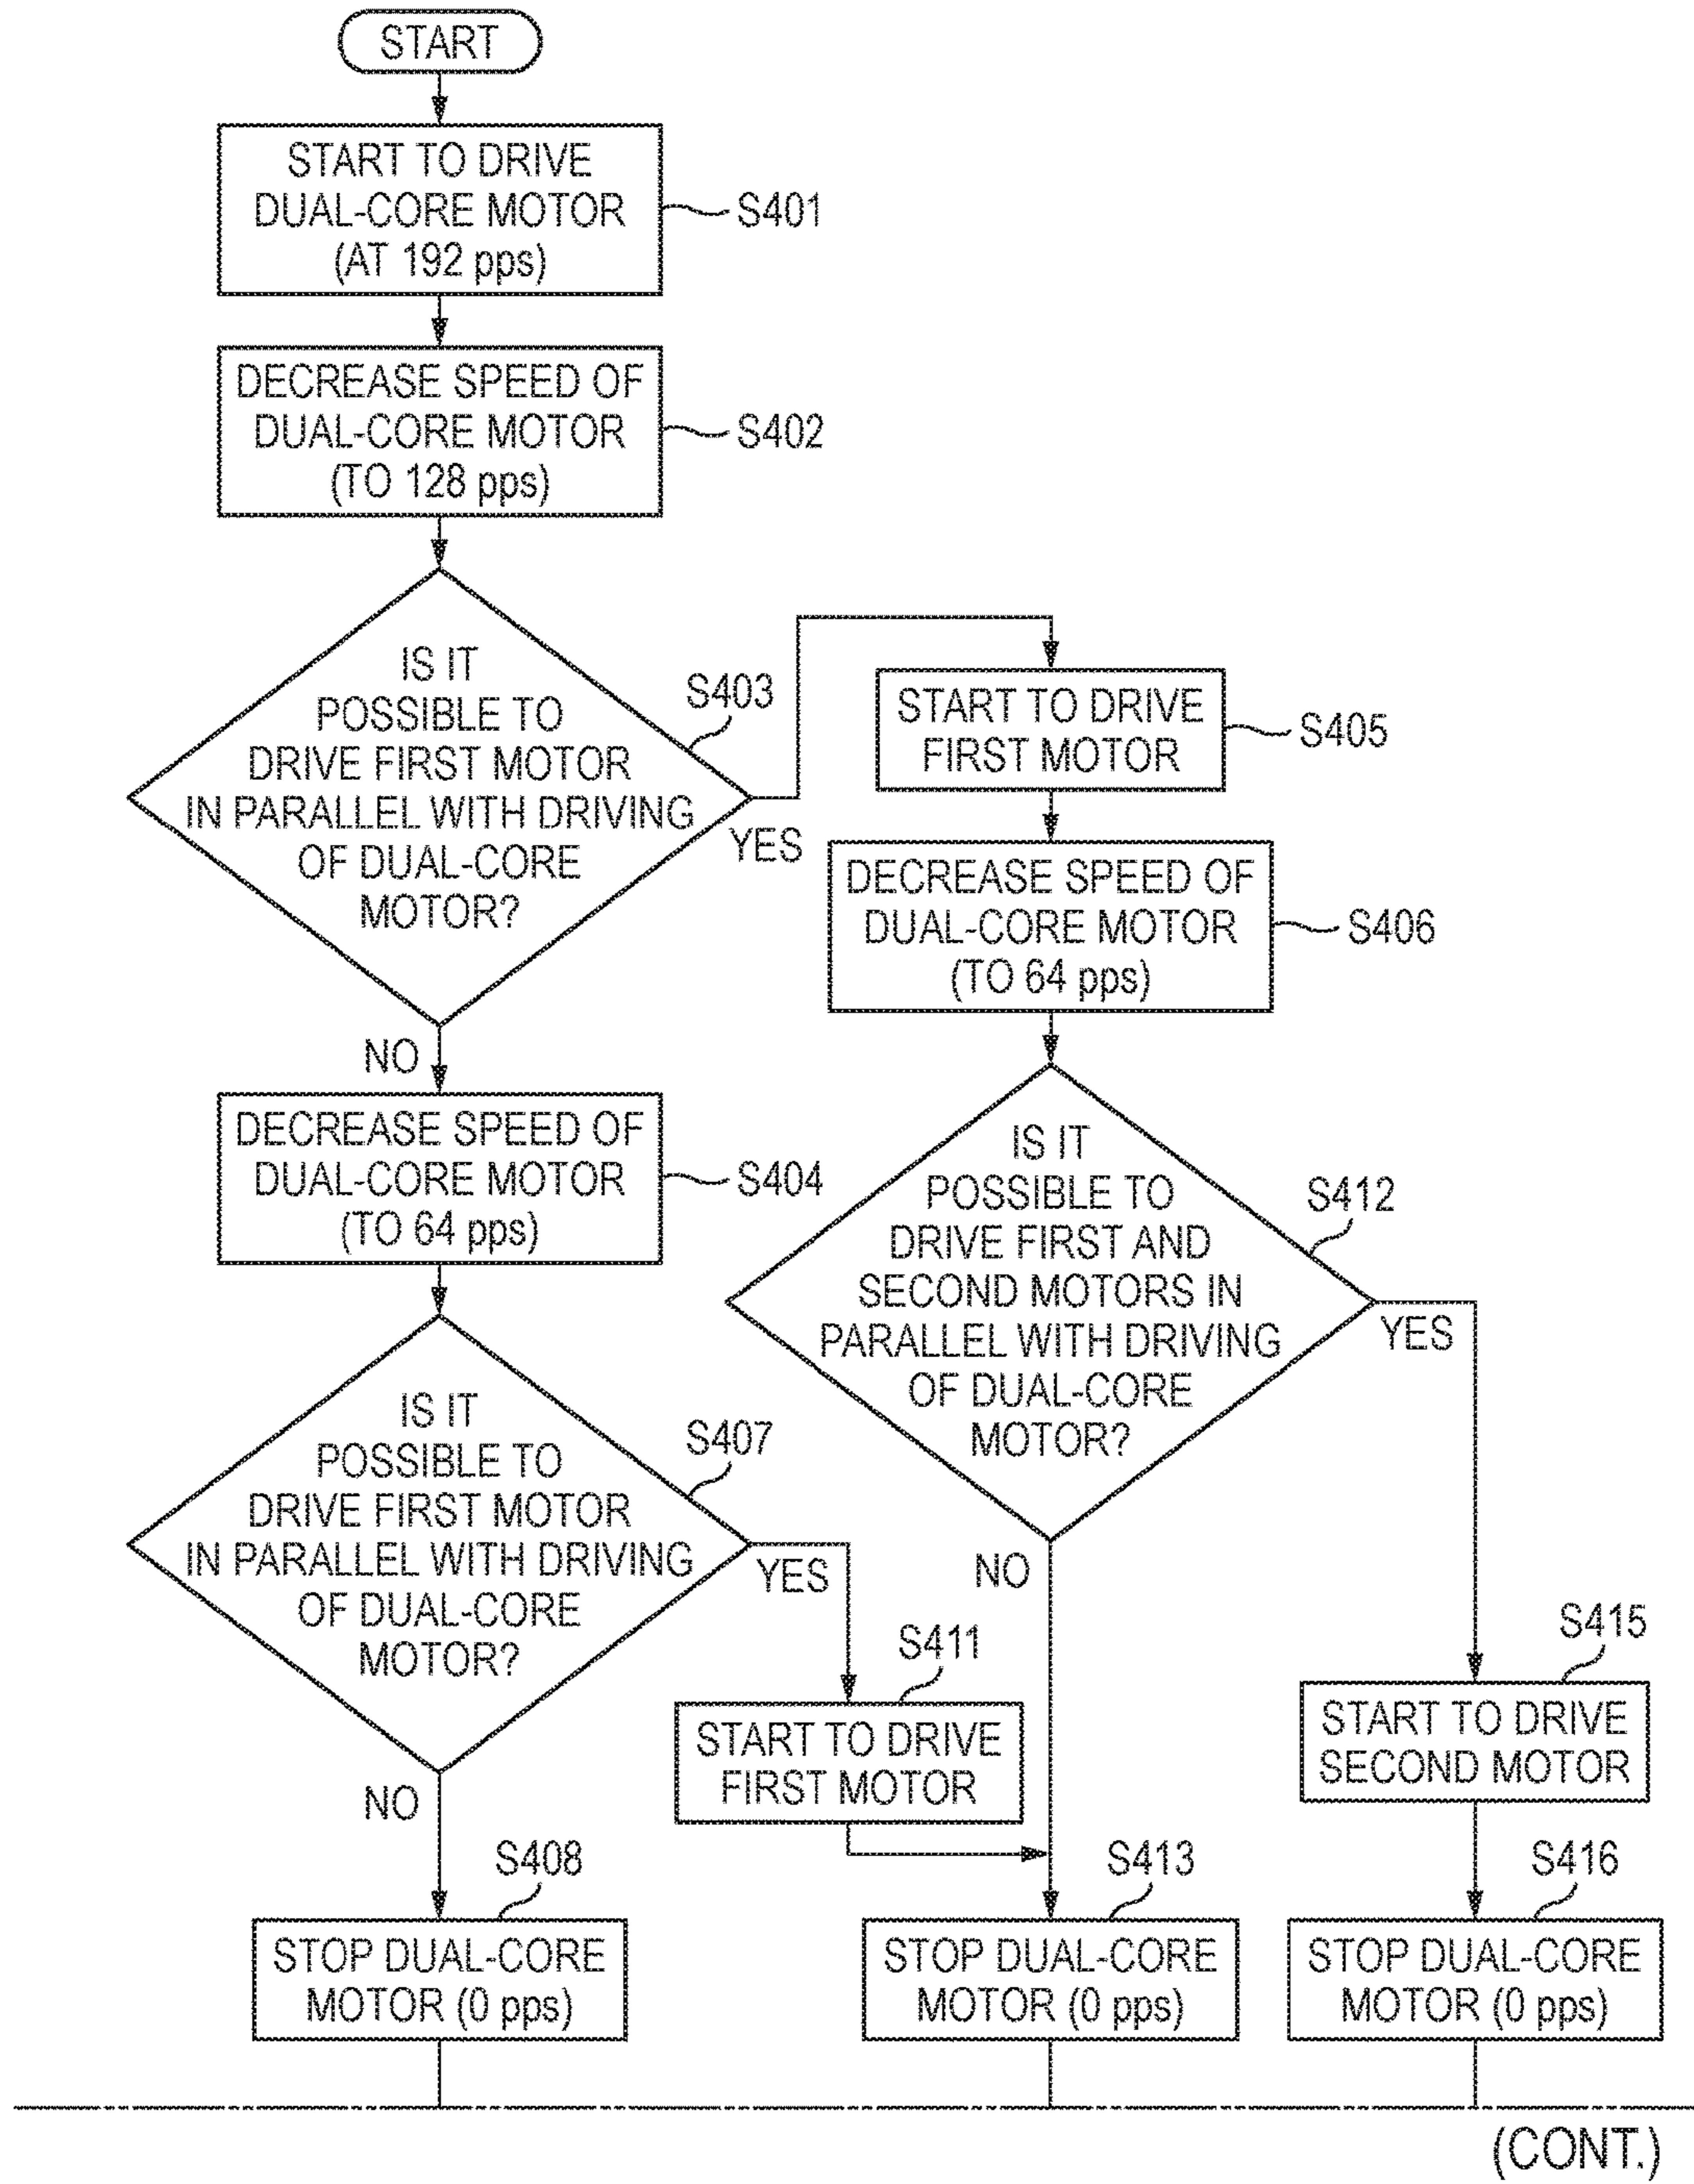 START
START TO DRIVE
DUAL-CORE MOTOR
(AT 192 pps)
S401
DECREASE SPEED OF
DUAL-CORE MOTOR
(TO 128 pps)
S402
IS IT
POSSIBLE TO
DRIVE FIRST MOTOR
IN PARALLEL WITH DRIVING
OF DUAL-CORE
MOTOR?
S403
YES
NO
START TO DRIVE
FIRST MOTOR
S405
DECREASE SPEED OF
DUAL-CORE MOTOR
(TO 64 pps)
S406
DECREASE SPEED OF
DUAL-CORE MOTOR
(TO 64 pps)
S404
IS IT
POSSIBLE TO
DRIVE FIRST AND
SECOND MOTORS IN
PARALLEL WITH DRIVING
OF DUAL-CORE
MOTOR?
S412
YES
NO
IS IT
POSSIBLE TO
DRIVE FIRST MOTOR
IN PARALLEL WITH DRIVING
OF DUAL-CORE
MOTOR?
S407
YES
NO
S411
START TO DRIVE
FIRST MOTOR
S415
START TO DRIVE
SECOND MOTOR
S408
STOP DUAL-CORE
MOTOR (0 pps)
S413
STOP DUAL-CORE
MOTOR (0 pps)
S416
STOP DUAL-CORE
MOTOR (0 pps)
(CONT.)